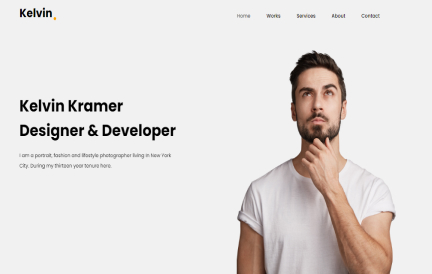 Kelvin.
Home Works Services About Contact
Kelvin Kramer
Designer & Developer
I am a portrait, fashion and lifestyle photographer living in New York
City. During my thirteen year tenure here.